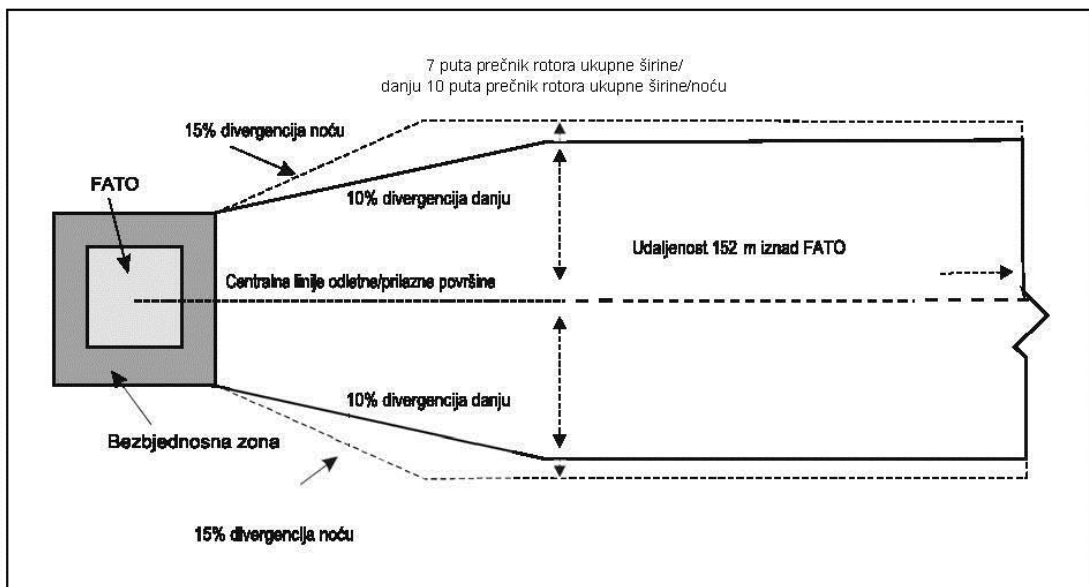 7 puta prečnik rotora ukupne širine/
danju 10 puta prečnik rotora ukupne širine/noću
15% divergencija noću
FATO
10% divergencija danju
Udaljenost 152 m iznad FATO
Centralna linije odletne/prilazne površine
10% divergencija danju
Bezbjednosna zona
15% divergencija noću